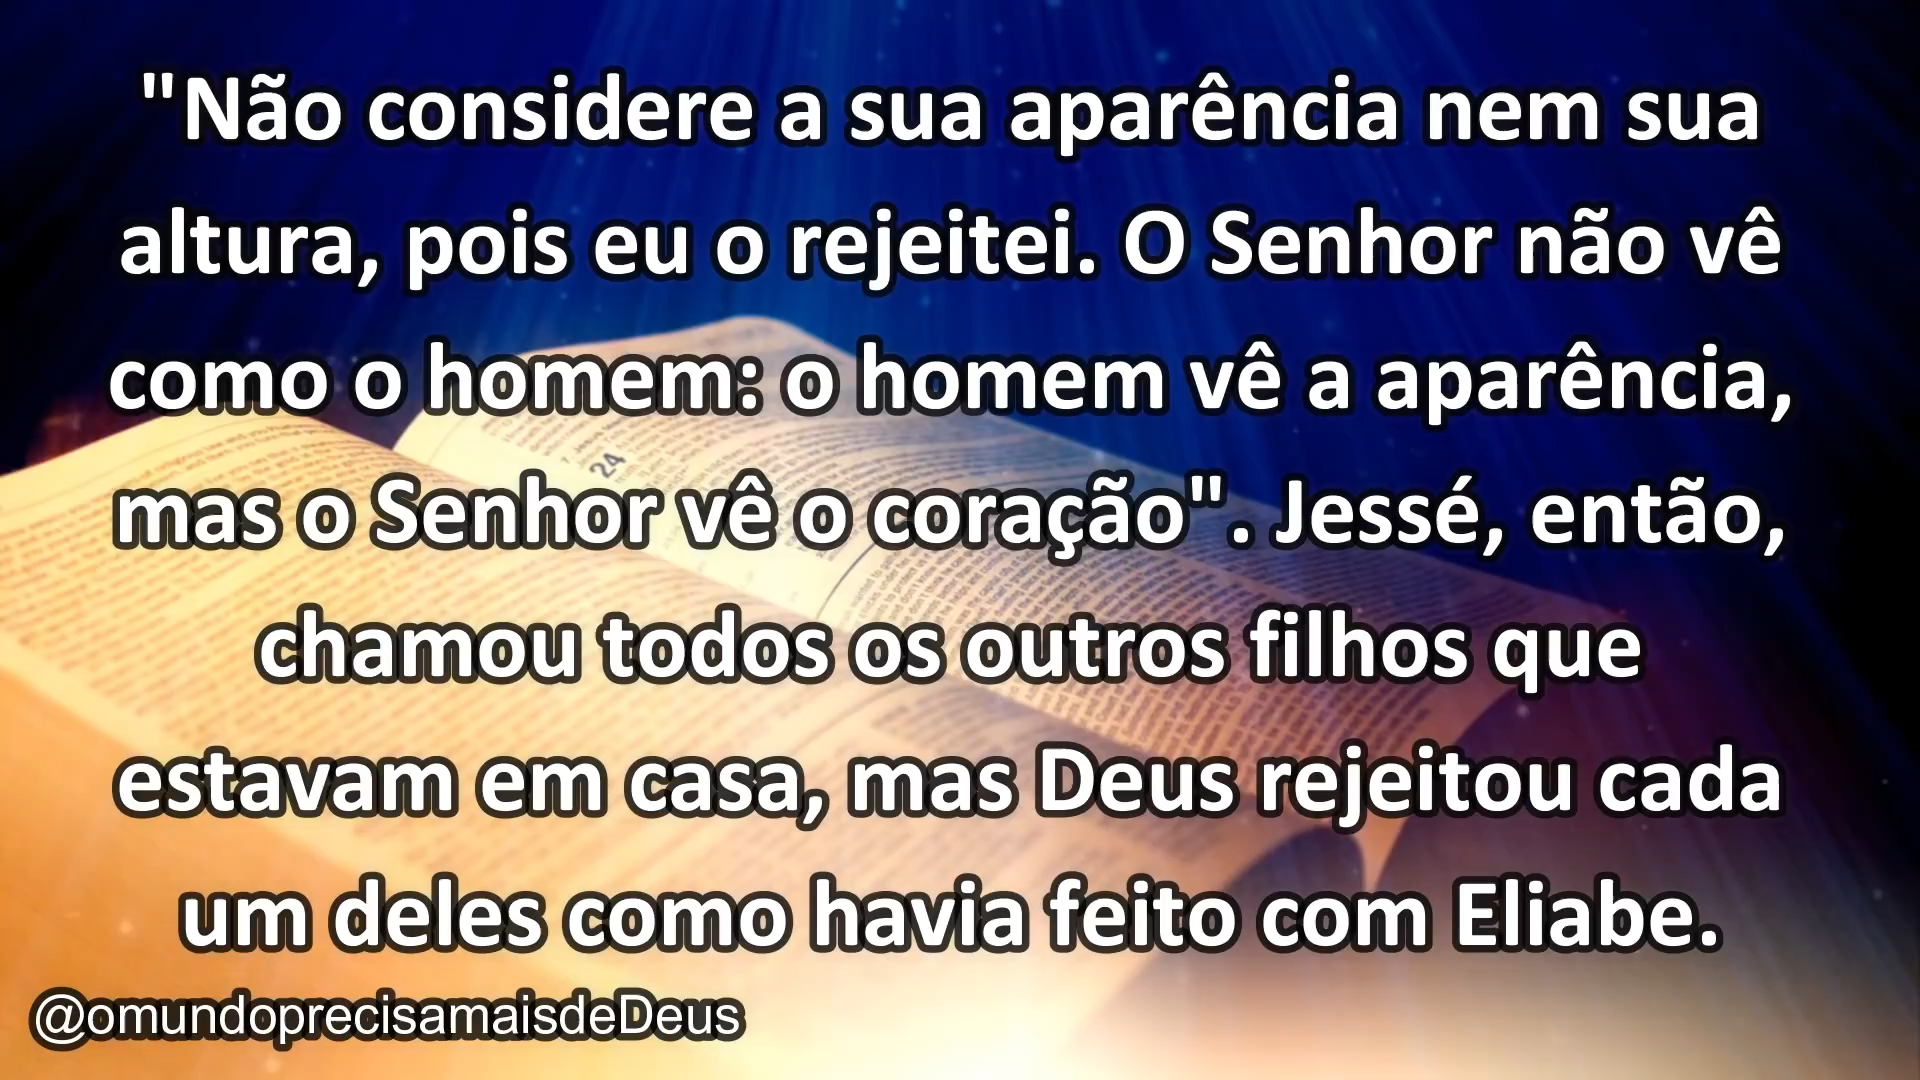 "Não considere a sua aparência nem sua
altura, pois eu o rejeitei. O Senhor não vê
como o homem: o homem vê a aparência,
mas o Senhor vê o coração". Jessé, então,
chamou todos os outros filhos que
estavam em casa, mas Deus rejeitou cada
um deles como havia feito com Eliabe.
@omundoprecisamaisdeDeus
24